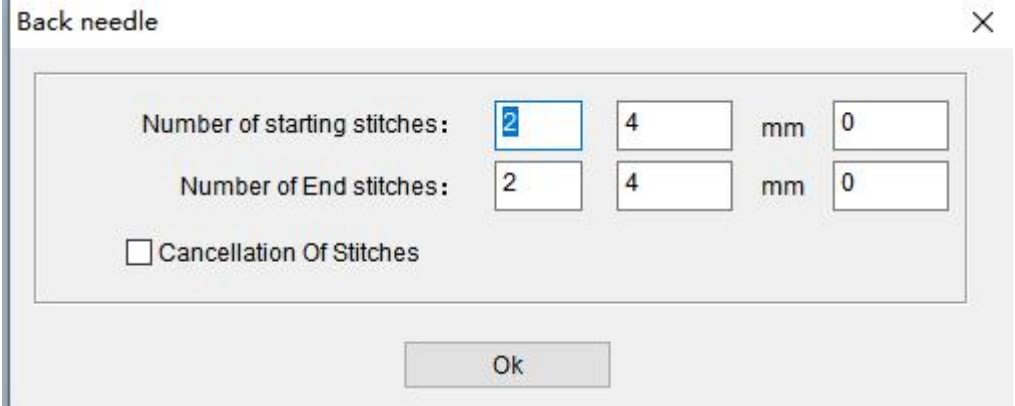 Back needle
Number of starting stitches: 2 4 mm 0
Number of End stitches: 2 4 mm 0
Cancellation Of Stitches
Ok